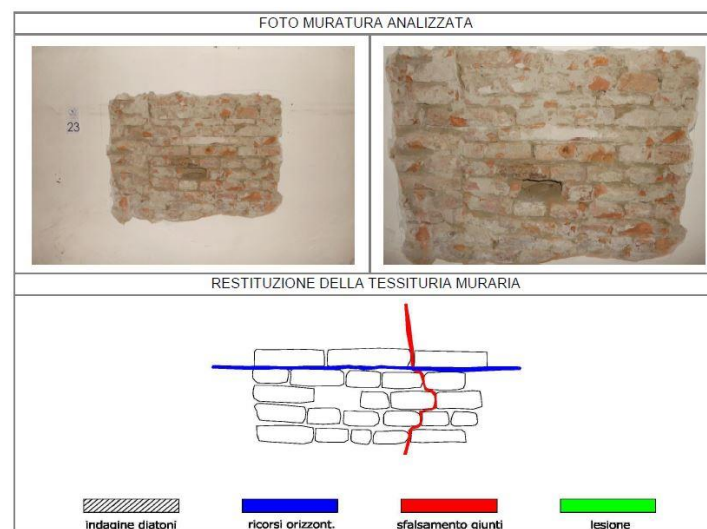 FOTO MURATURA ANALIZZATA
23
RESTITUZIONE DELLA TESSITURIA MURARIA
indagine diatoni
ricorsi orizzont.
sfalsamento giunti
lesione